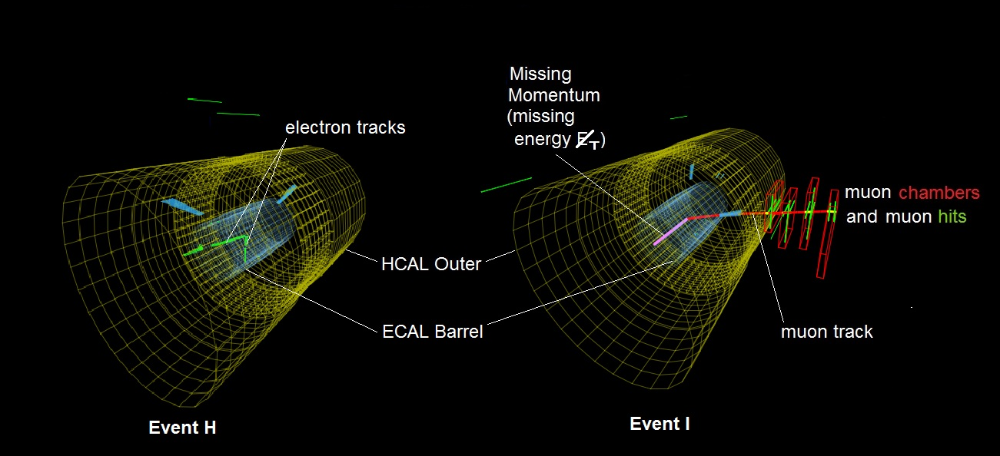 Missing
Momentum
(missing
energy E̸T)
electron tracks
muon chambers
and muon hits
HCAL Outer
ECAL Barrel
muon track
Event H
Event I